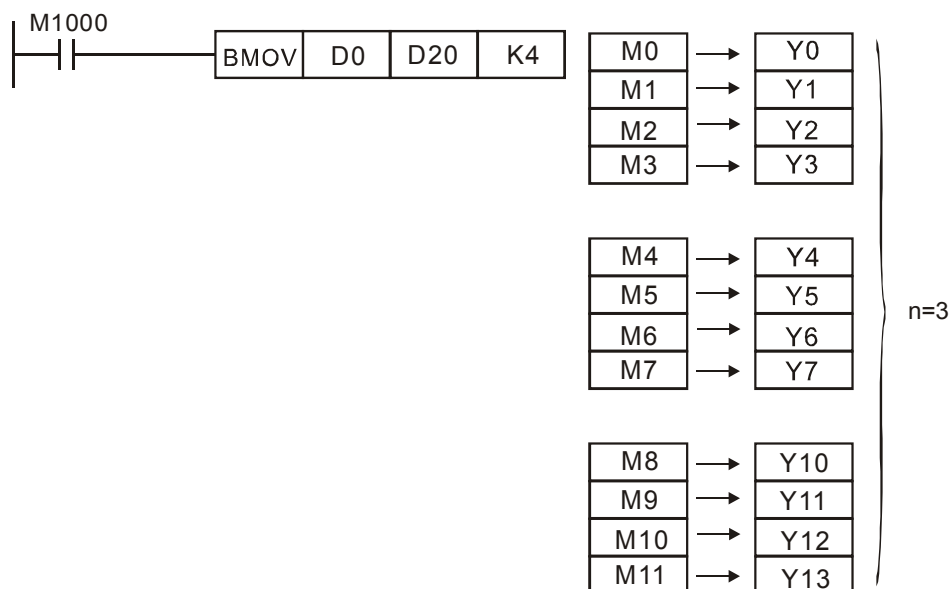 M1000
BMOV D0 D20 K4
M0 → Y0
M1 → Y1
M2 → Y2
M3 → Y3
M4 → Y4
M5 → Y5
M6 → Y6
M7 → Y7
n=3
M8 → Y10
M9 → Y11
M10 → Y12
M11 → Y13